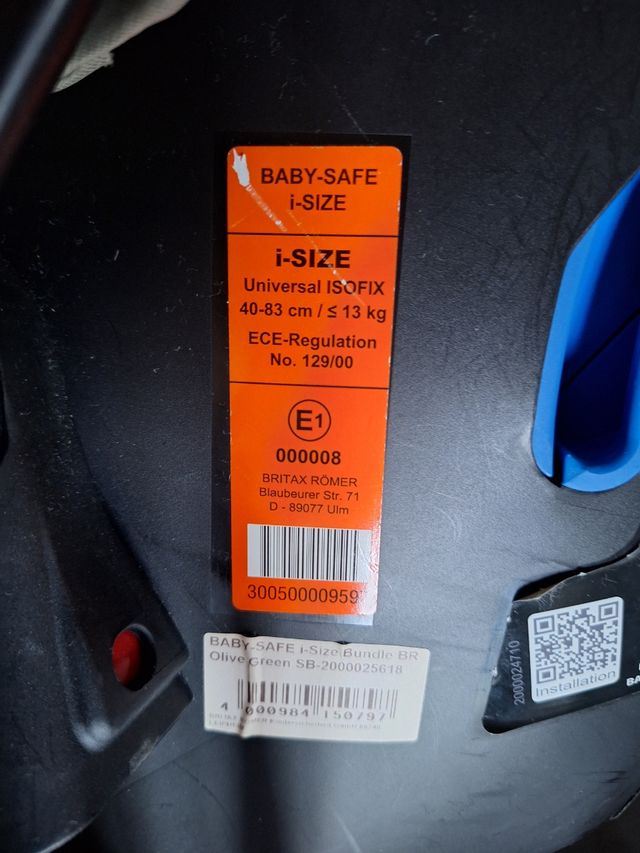 BABY-SAFE
i-SIZE
i-SIZE
Universal ISOFIX
40-83 cm / ≤ 13 kg
ECE-Regulation
No. 129/00
E1
000008
BRITAX RÖMER
Blaubeurer Str. 71
D - 89077 Ulm
30050000959
BABY-SAFE i-Size Bundle BR
Olive Green SB-2000025618
4 000984 150797
2000024710
Installation